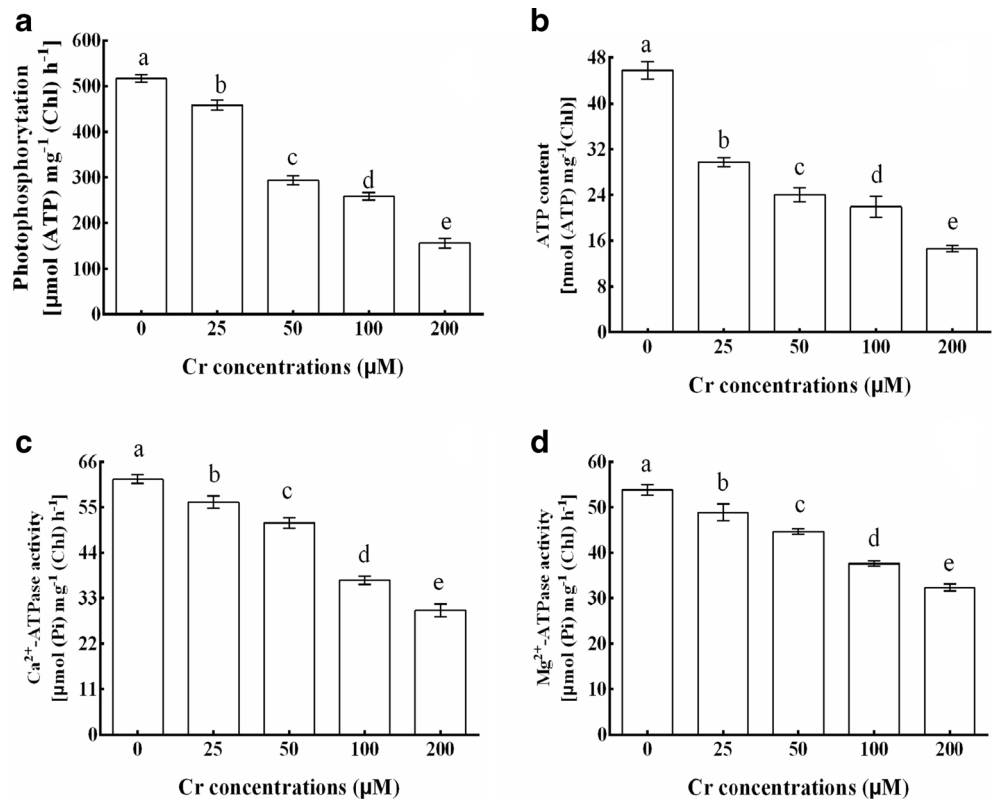 a
Photophosphorytation
[µmol (ATP) mg⁻¹ (Chl) h⁻¹]
600
500
400
300
200
100
0
a
b
c
d
e
0 25 50 100 200
Cr concentrations (µM)
b
ATP content
[nmol (ATP) mg⁻¹(Chl)]
48
40
32
24
16
8
0
a
b
c
d
e
0 25 50 100 200
Cr concentrations (µM)
c
Ca²⁺-ATPase activity
[µmol (Pi) mg⁻¹ (Chl) h⁻¹]
66
55
44
33
22
11
0
a
b
c
d
e
0 25 50 100 200
Cr concentrations (µM)
d
Mg²⁺-ATPase activity
[µmol (Pi) mg⁻¹ (Chl) h⁻¹]
60
50
40
30
20
10
0
a
b
c
d
e
0 25 50 100 200
Cr concentrations (µM)